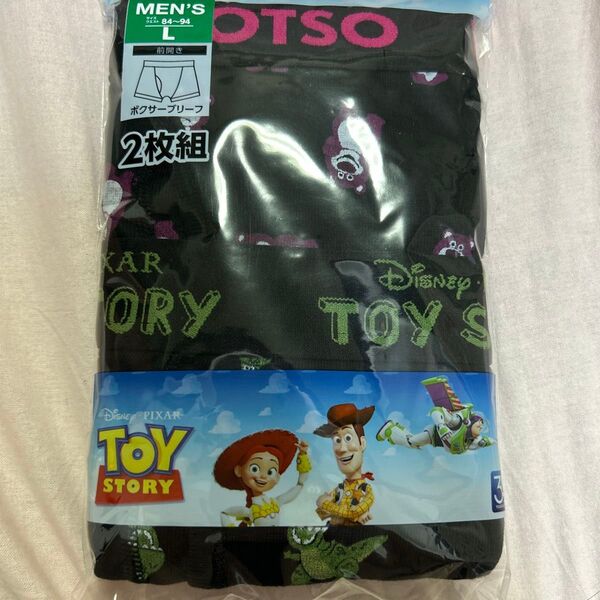 MEN'S
サイズ
ウエスト 84～94
L
OTSO
前開き
ボクサーブリーフ
2枚組
XAR
DISNEY
ORY
TOY S
DISNEY · PIXAR
TOY
STORY
3